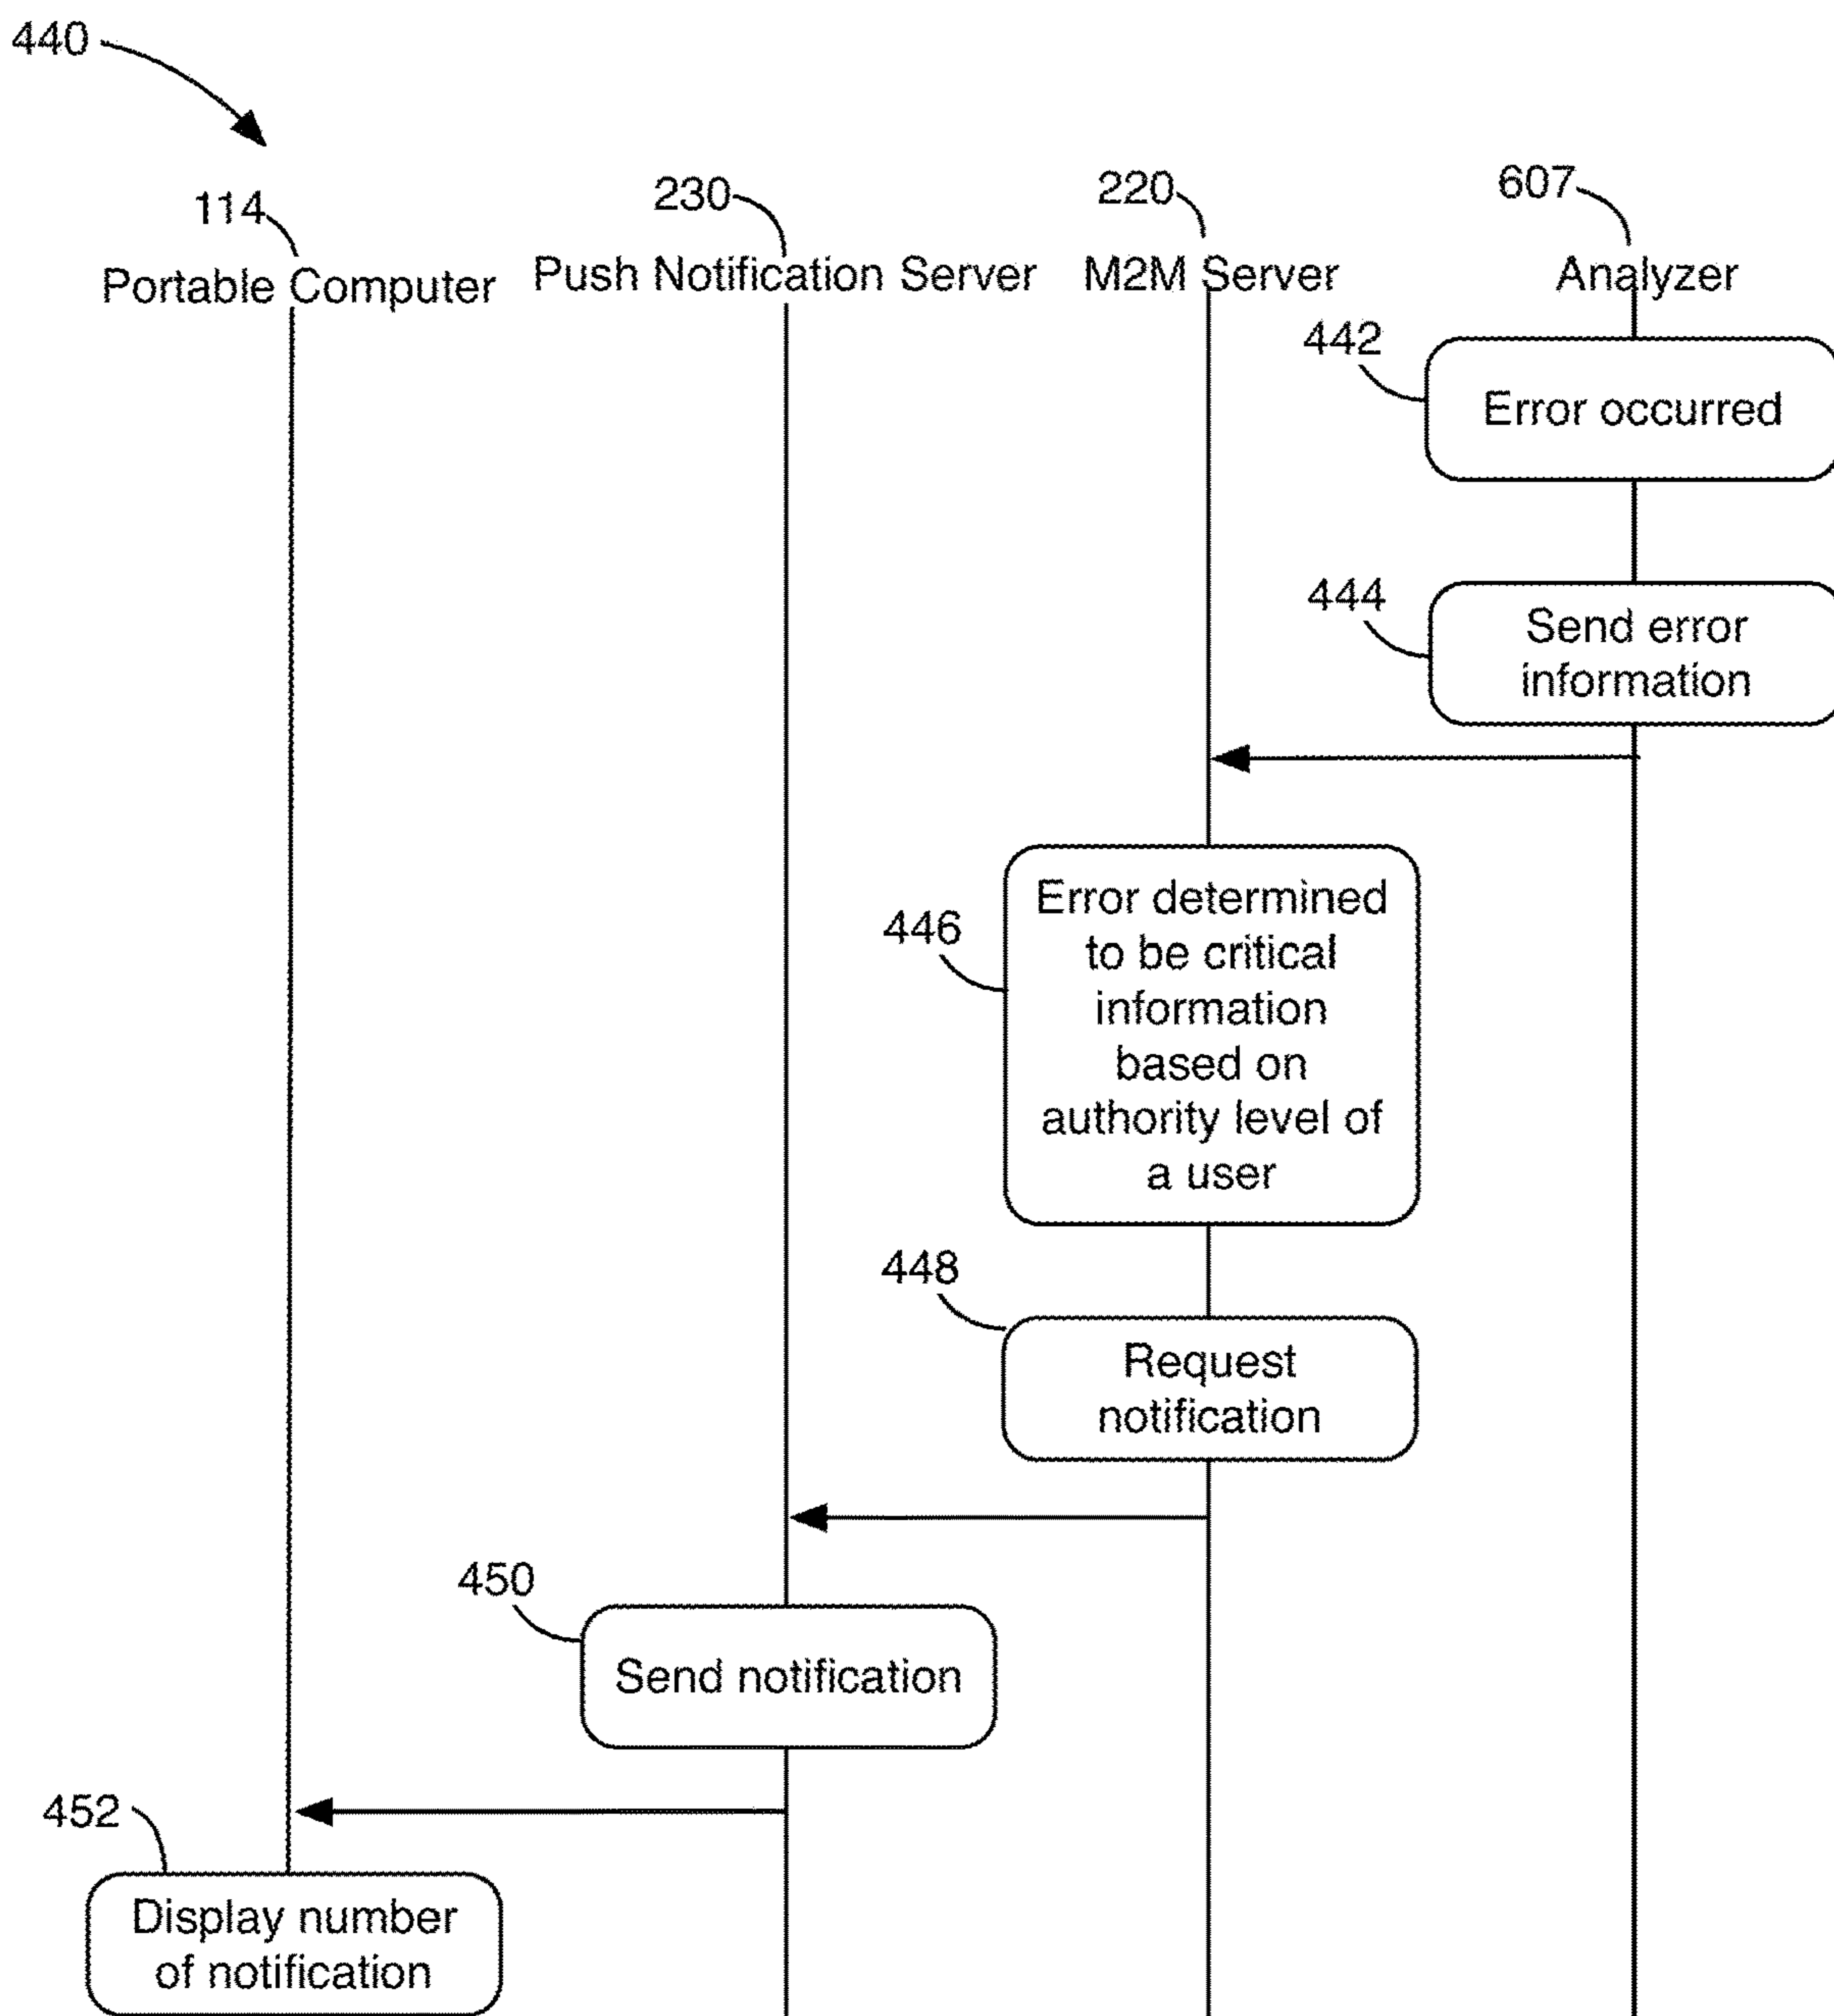 440
114
230
220
607
Portable Computer
Push Notification Server
M2M Server
Analyzer
442
Error occurred
444
Send error
information
446
Error determined
to be critical
information
based on
authority level of
a user
448
Request
notification
450
Send notification
452
Display number
of notification